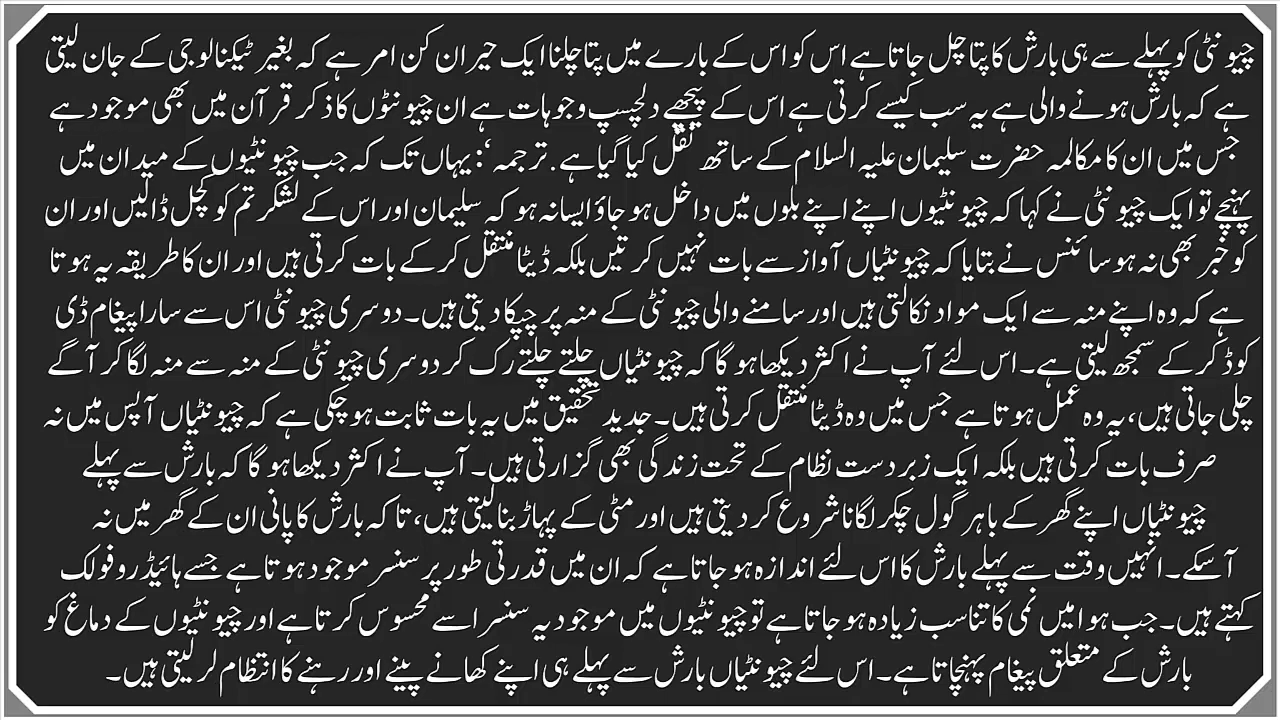 چیونٹی کو پہلے سے ہی بارش کا پتا چل جاتا ہے اس کو اس کے بارے میں پتا چلنا ایک حیران کن امر ہے کہ بغیر ٹیکنالوجی کے جان لیتی
ہے کہ بارش ہونے والی ہے یہ سب کیسے کرتی ہے اس کے پیچھے دلچسپ وجوہات ہے ان چیونٹوں کا ذکر قرآن میں بھی موجود ہے
جس میں ان کا مکالمہ حضرت سلیمان علیہ السلام کے ساتھ نقل کیا گیا ہے. ترجمہ ‘: یہاں تک کہ جب چیونٹیوں کے میدان میں
پہنچے تو ایک چیونٹی نے کہا کہ چیونٹیوں اپنے اپنے بلوں میں داخل ہو جاؤ ایسا نہ ہو کہ سلیمان اور اس کے لشکر تم کو کچل ڈالیں اور ان
کو خبر بھی نہ ہو سائنس نے بتایا کہ چیونٹیاں آواز سے بات نہیں کرتیں بلکہ ڈیٹا منتقل کر کے بات کرتی ہیں اور ان کا طریقہ یہ ہوتا
ہے کہ وہ اپنے منہ سے ایک مواد نکالتی ہیں اور سامنے والی چیونٹی کے منہ پر چپکا دیتی ہیں۔ دوسری چیونٹی اس سے سارا پیغام ڈی
کوڈ کر کے سمجھ لیتی ہے۔ اس لئے آپ نے اکثر دیکھا ہو گا کہ چیونٹیاں چلتے چلتے رک کر دوسری چیونٹی کے منہ سے منہ لگا کر آگے
چلی جاتی ہیں، یہ وہ عمل ہوتا ہے جس میں وہ ڈیٹا منتقل کرتی ہیں۔ جدید تحقیق میں یہ بات ثابت ہو چکی ہے کہ چیونٹیاں آپس میں نہ
صرف بات کرتی ہیں بلکہ ایک زبردست نظام کے تحت زندگی بھی گزارتی ہیں۔ آپ نے اکثر دیکھا ہو گا کہ بارش سے پہلے
چیونٹیاں اپنے گھر کے باہر گول چکر لگانا شروع کر دیتی ہیں اور مٹی کے پہاڑ بنا لیتی ہیں، تاکہ بارش کا پانی ان کے گھر میں نہ
آسکے۔ انہیں وقت سے پہلے بارش کا اس لئے اندازہ ہو جاتا ہے کہ ان میں قدرتی طور پر سنسر موجود ہوتا ہے جسے ہائیڈروفولک
کہتے ہیں۔ جب ہوا میں نمی کا تناسب زیادہ ہو جاتا ہے تو چیونٹیوں میں موجود یہ سنسر اسے محسوس کرتا ہے اور چیونٹیوں کے دماغ کو
بارش کے متعلق پیغام پہنچاتا ہے۔ اس لئے چیونٹیاں بارش سے پہلے ہی اپنے کھانے پینے اور رہنے کا انتظام لر لیتی ہیں۔